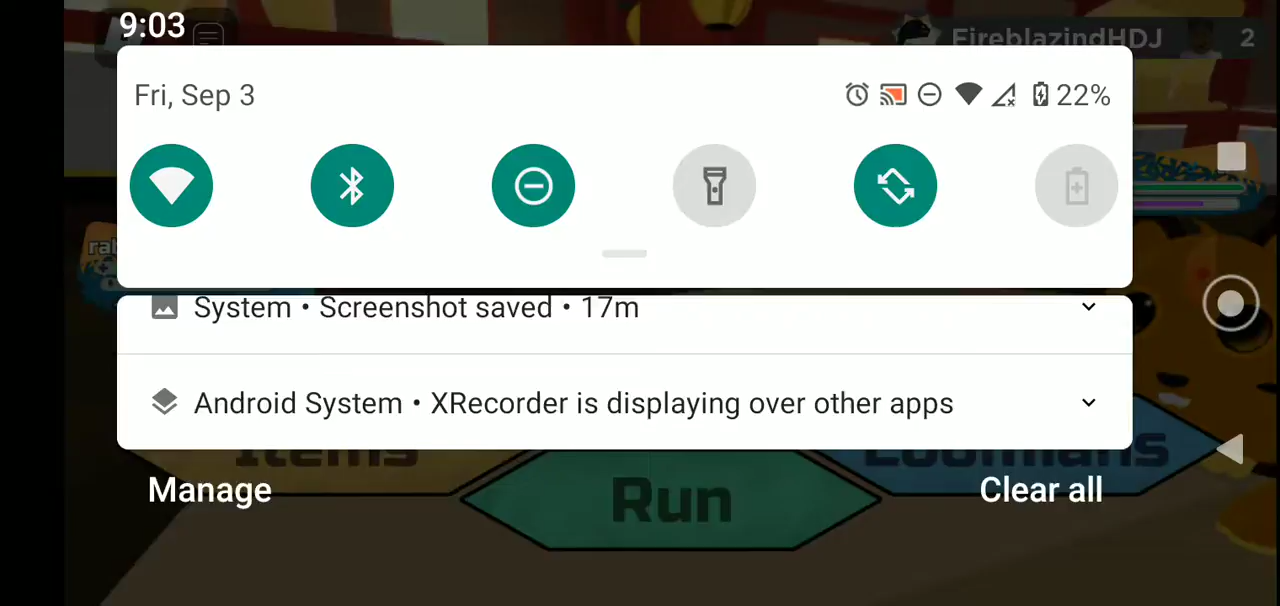 9:03
FireblazindHDJ 2
Fri, Sep 3
22%
System • Screenshot saved • 17m
Android System • XRecorder is displaying over other apps
Items
Loomians
Manage
Run
Clear all